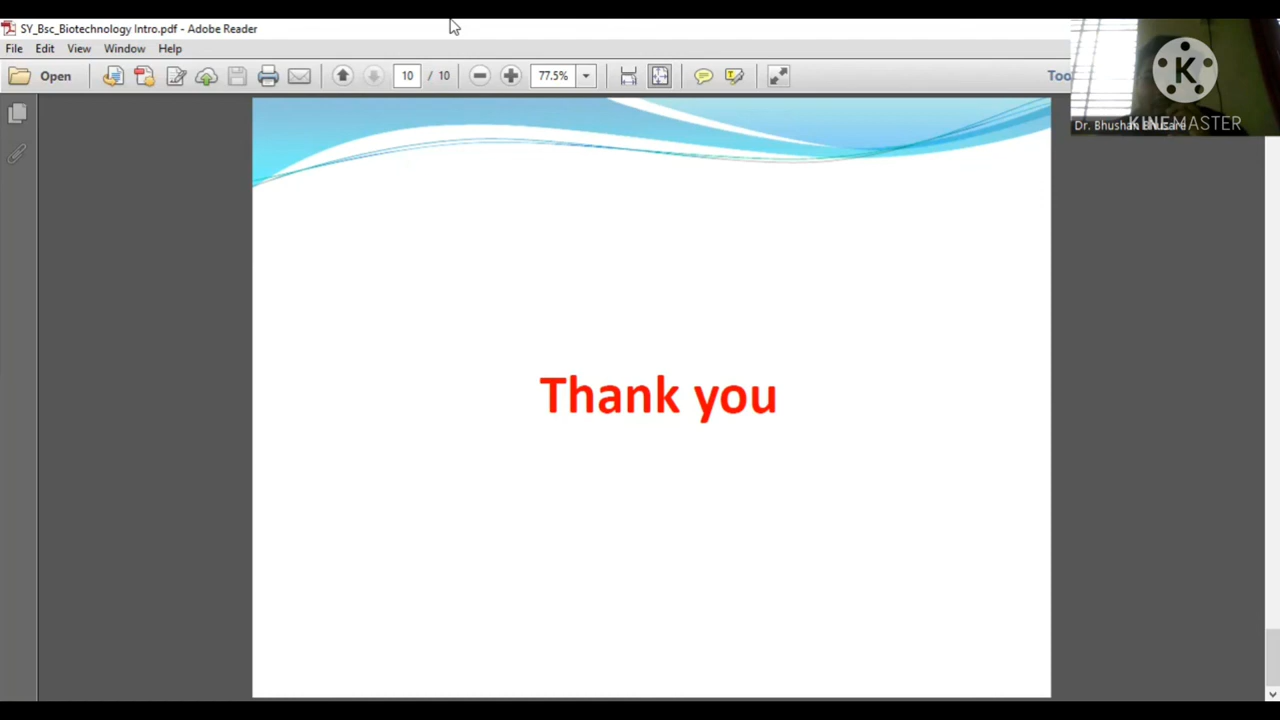 SY_Bsc_Biotechnology Intro.pdf - Adobe Reader
File Edit View Window Help
Open 10 / 10 77.5% Too
K
KINEMASTER
Dr. Bhushan
Thank you